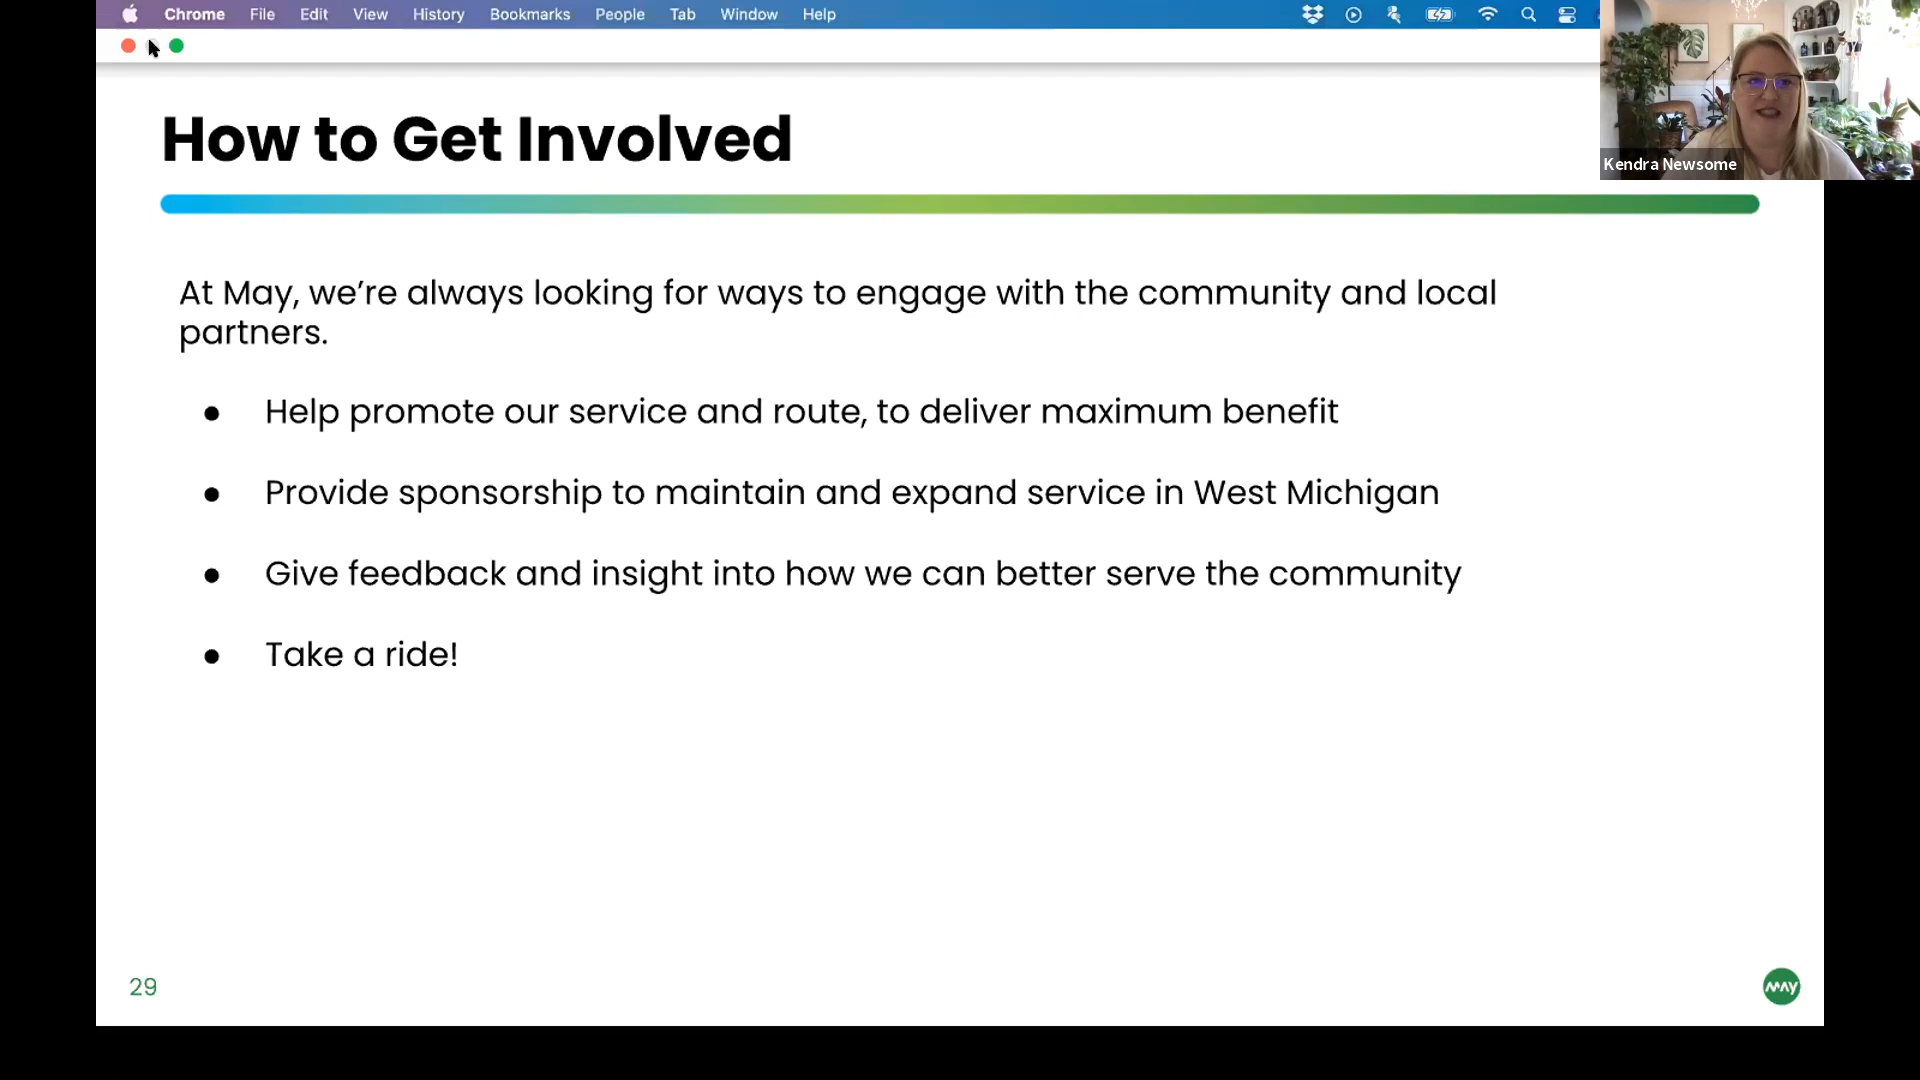 Chrome File Edit View History Bookmarks People Tab Window Help
Kendra Newsome
How to Get Involved
At May, we’re always looking for ways to engage with the community and local
partners.
● Help promote our service and route, to deliver maximum benefit
● Provide sponsorship to maintain and expand service in West Michigan
● Give feedback and insight into how we can better serve the community
● Take a ride!
29
MAY